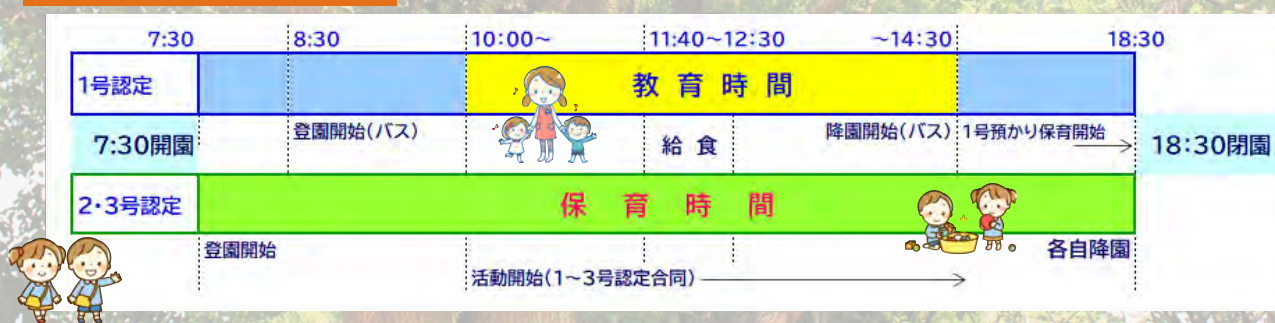 7:30 8:30 10:00~ 11:40~12:30 ~14:30 18:30
1号認定 教育時間
7:30開園 登園開始(バス) 給食 降園開始(バス) 1号預かり保育開始 18:30閉園
2・3号認定 保育時間
登園開始 各自降園
活動開始(1~3号認定合同)